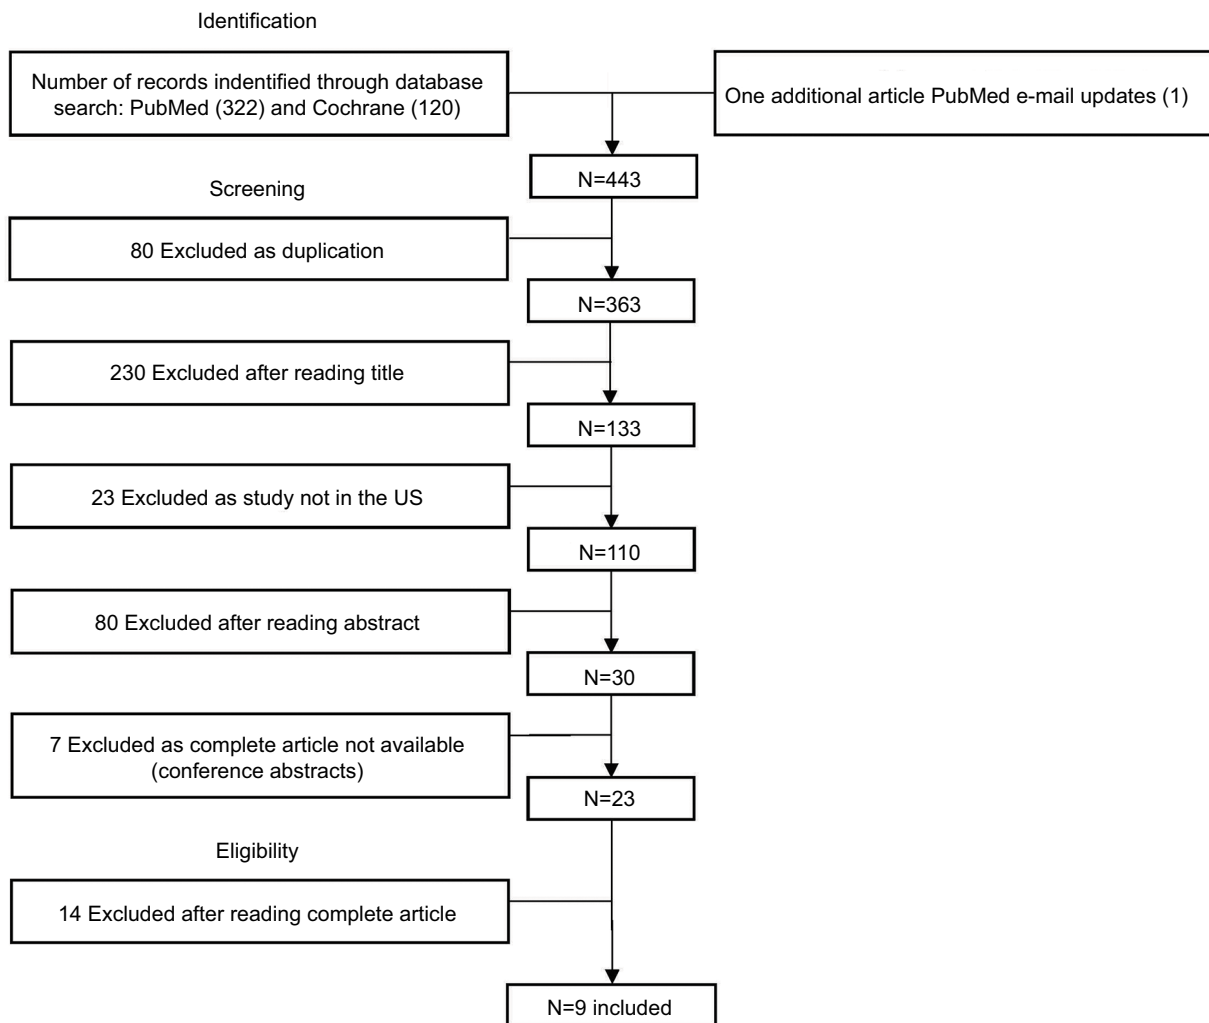 Identification
Number of records indentified through database
search: PubMed (322) and Cochrane (120)
One additional article PubMed e-mail updates (1)
N=443
Screening
80 Excluded as duplication
N=363
230 Excluded after reading title
N=133
23 Excluded as study not in the US
N=110
80 Excluded after reading abstract
N=30
7 Excluded as complete article not available
(conference abstracts)
N=23
Eligibility
14 Excluded after reading complete article
N=9 included